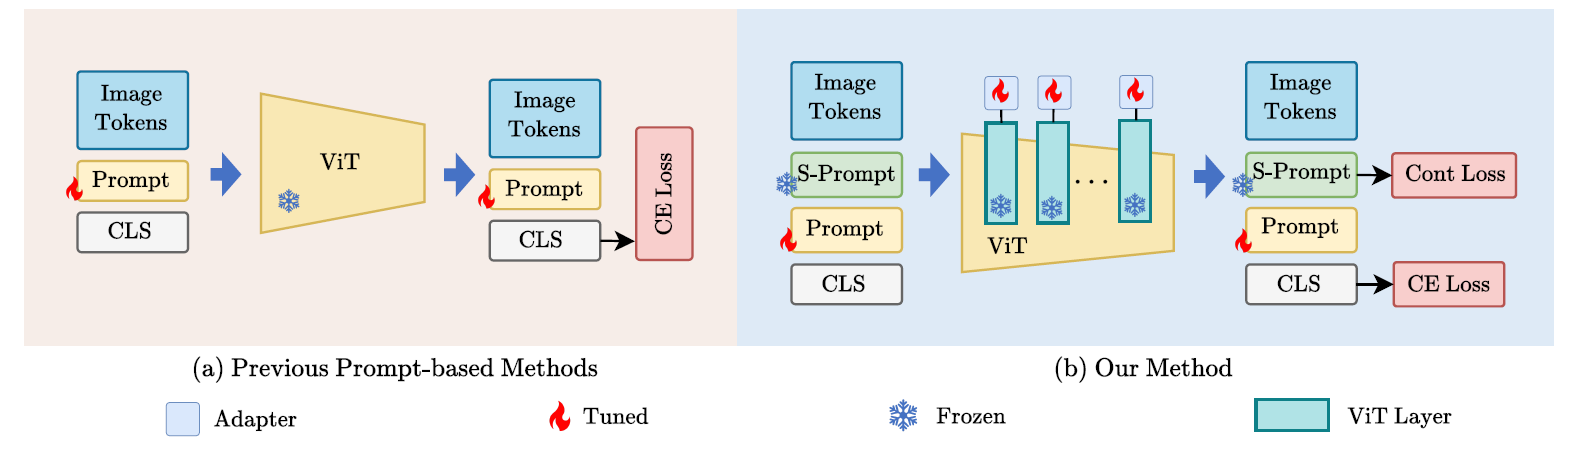 Image
Tokens
Prompt
CLS
ViT
Image
Tokens
Prompt
CLS
CE Loss
(a) Previous Prompt-based Methods
Image
Tokens
S-Prompt
Prompt
CLS
...
ViT
Image
Tokens
S-Prompt
Prompt
CLS
Cont Loss
CE Loss
(b) Our Method
Adapter
Tuned
Frozen
ViT Layer